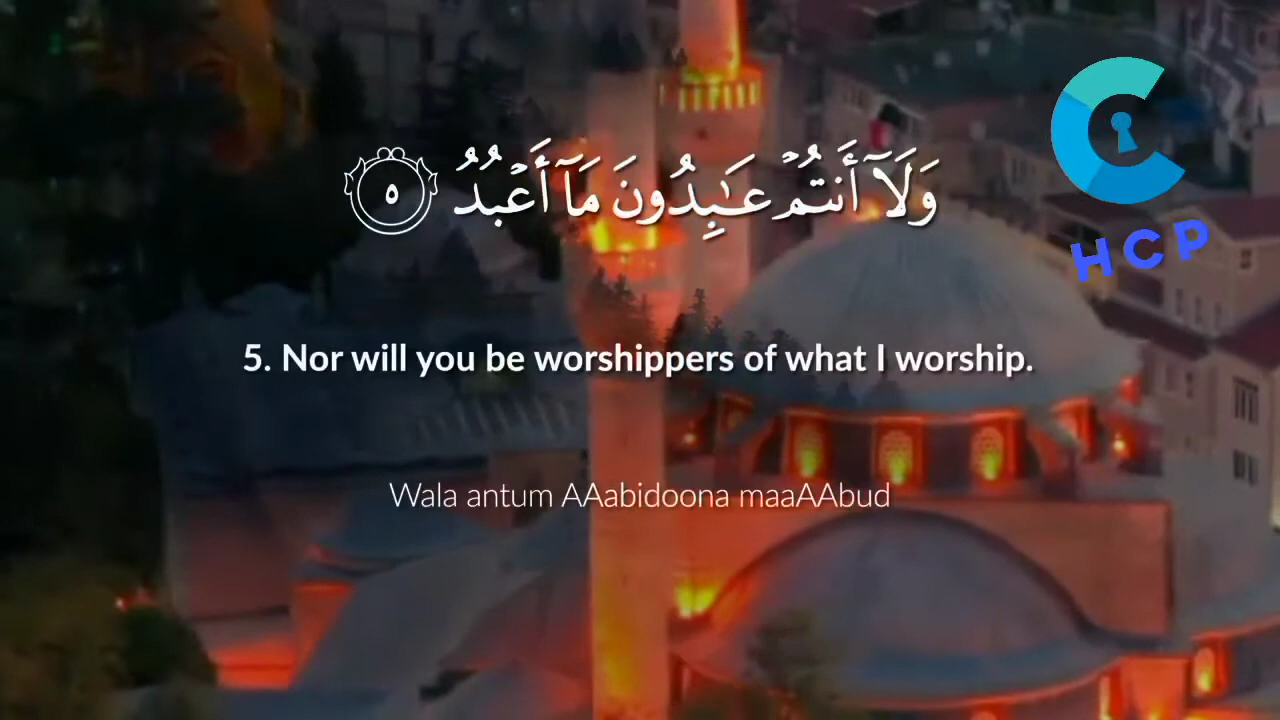 وَلَآ أَنتُمْ عَٰبِدُونَ مَآ أَعْبُدُ ٥
HCP
5. Nor will you be worshippers of what I worship.
Wala antum AAabidoona maaAAbud